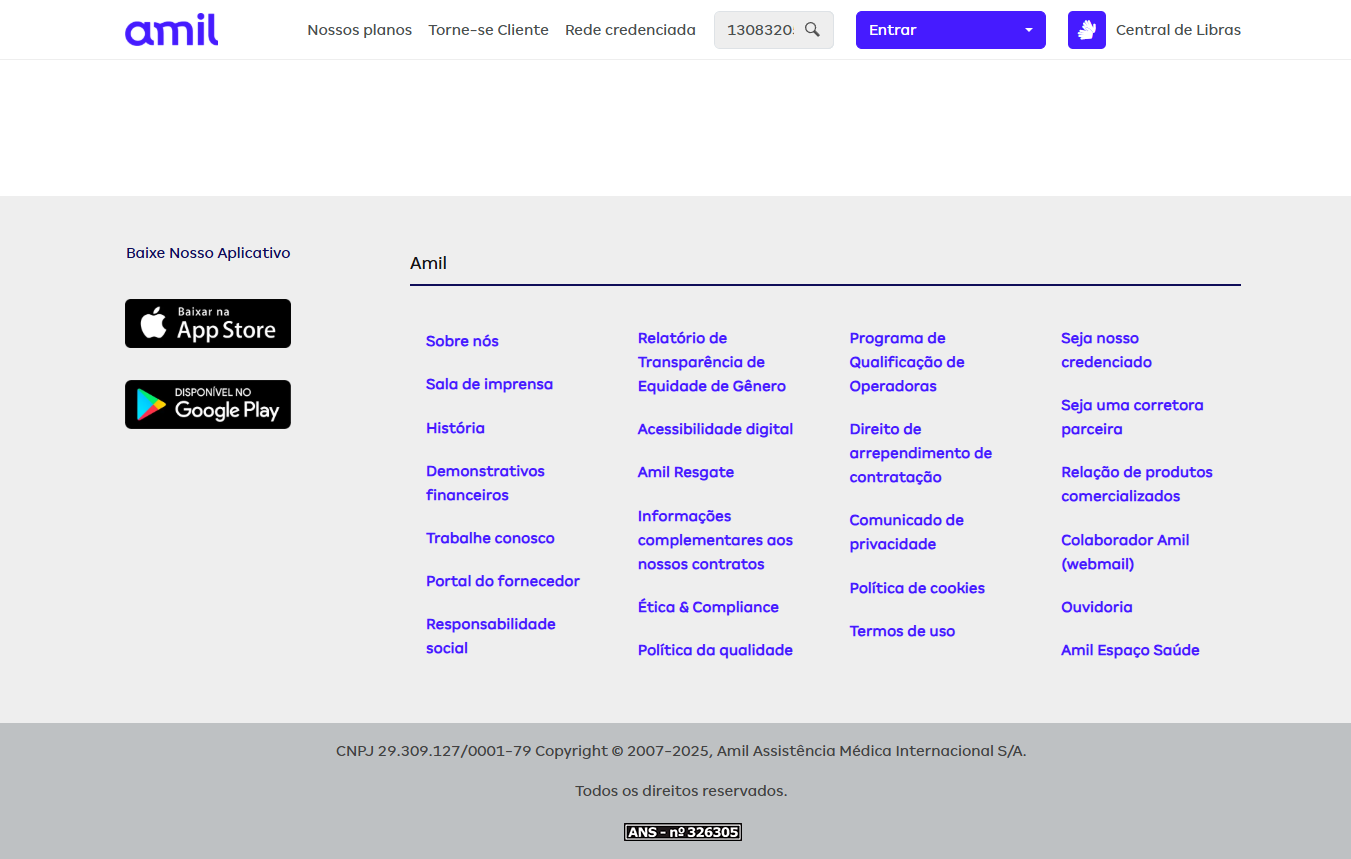 amil
Nossos planos
Torne-se Cliente
Rede credenciada
1308320
Entrar
Central de Libras
Baixe Nosso Aplicativo
Baixar na
App Store
DISPONÍVEL NO
Google Play
Amil
Sobre nós
Sala de imprensa
História
Demonstrativos
financeiros
Trabalhe conosco
Portal do fornecedor
Responsabilidade
social
Relatório de
Transparência de
Equidade de Gênero
Acessibilidade digital
Amil Resgate
Informações
complementares aos
nossos contratos
Ética & Compliance
Política da qualidade
Programa de
Qualificação de
Operadoras
Direito de
arrependimento de
contratação
Comunicado de
privacidade
Política de cookies
Termos de uso
Seja nosso
credenciado
Seja uma corretora
parceira
Relação de produtos
comercializados
Colaborador Amil
(webmail)
Ouvidoria
Amil Espaço Saúde
CNPJ 29.309.127/0001-79 Copyright © 2007-2025, Amil Assistência Médica Internacional S/A.
Todos os direitos reservados.
ANS - nº 326305